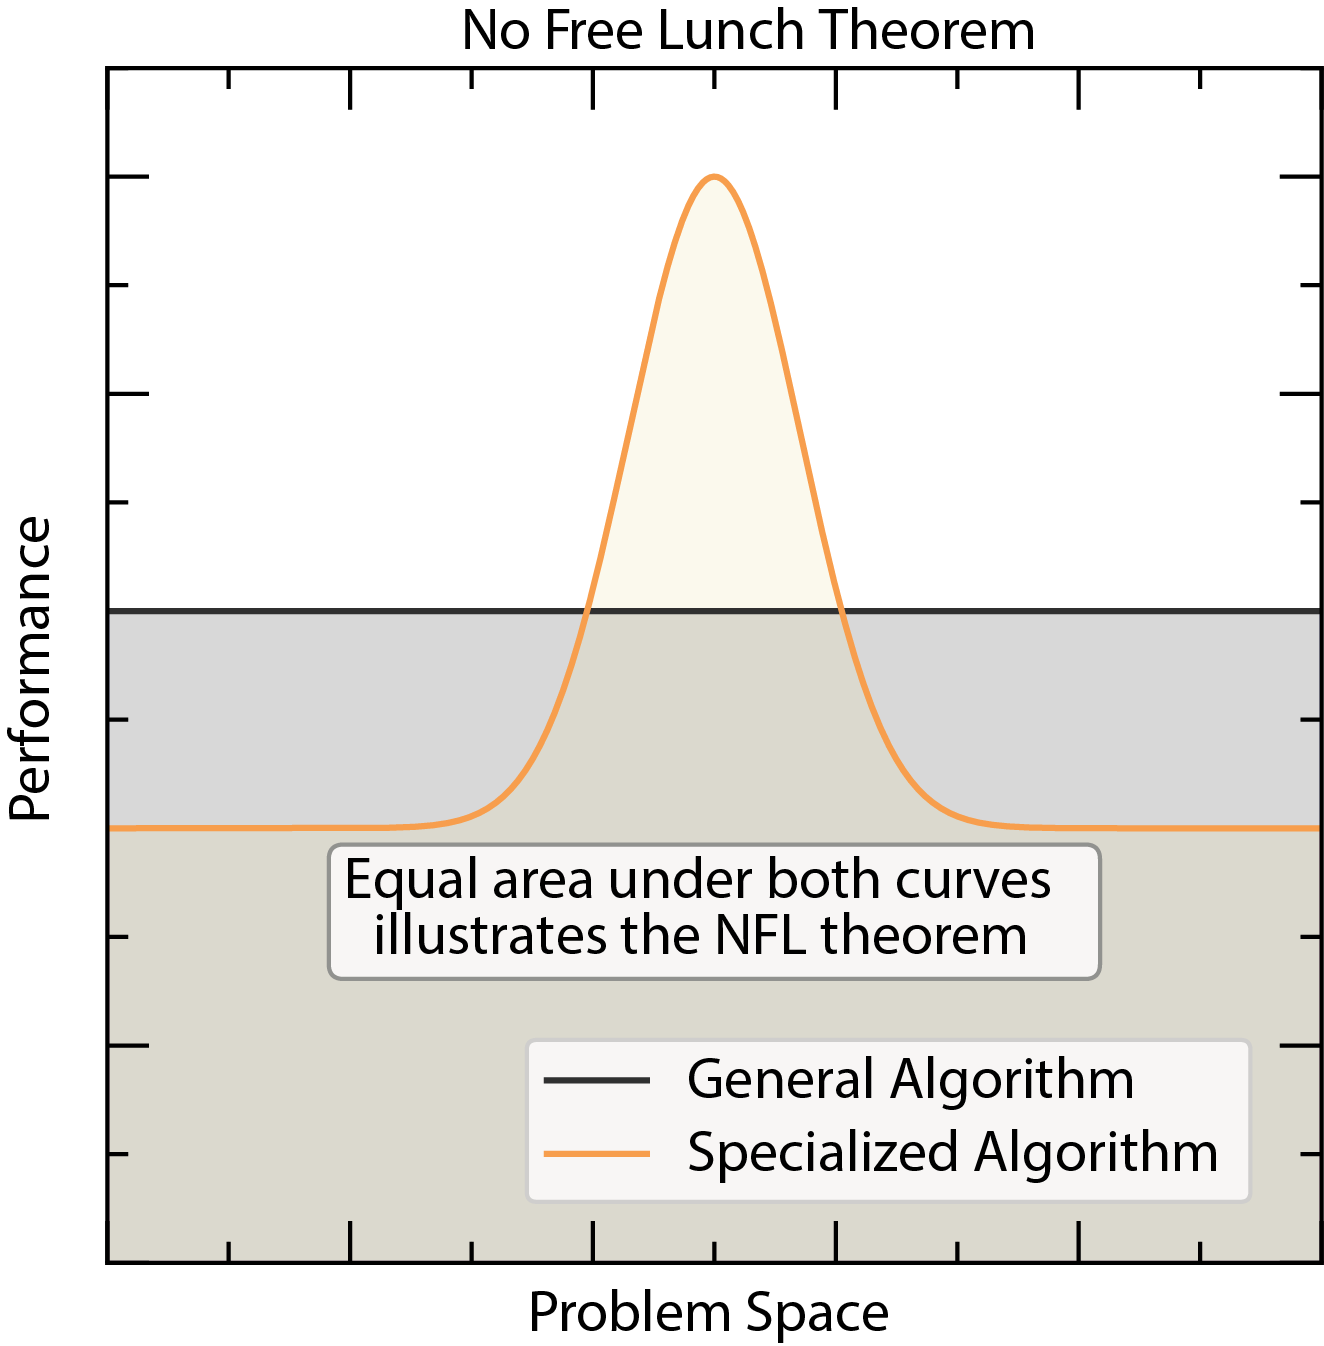 No Free Lunch Theorem
Performance
Equal area under both curves
illustrates the NFL theorem
General Algorithm
Specialized Algorithm
Problem Space